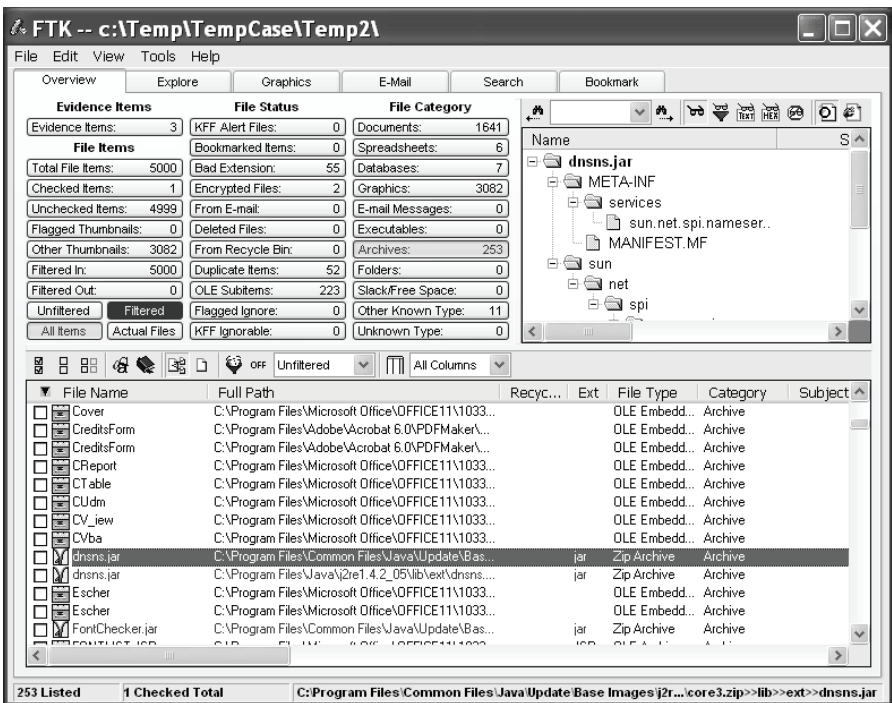 FTK -- c:\Temp\TempCase\Temp2\
File Edit View Tools Help
Overview Explore Graphics E-Mail Search Bookmark
Evidence Items
Evidence Items: 3
File Items
Total File Items: 5000
Checked Items: 1
Unchecked Items: 4999
Flagged Thumbnails: 0
Other Thumbnails: 3082
Filtered In: 5000
Filtered Out: 0
Unfiltered Filtered
All Items Actual Files
File Status
KFF Alert Files: 0
Bookmarked Items: 0
Bad Extension: 55
Encrypted Files: 2
From E-mail: 0
Deleted Files: 0
From Recycle Bin: 0
Duplicate Items: 52
OLE Subitems: 223
Flagged Ignore: 0
KFF Ignorable: 0
File Category
Documents: 1641
Spreadsheets: 6
Databases: 7
Graphics: 3082
E-mail Messages: 0
Executables: 0
Archives: 253
Folders: 0
Slack/Free Space: 0
Other Known Type: 11
Unknown Type: 0
TEXT HEX
Name S
dnsns.jar
META-INF
services
sun.net.spi.nameser..
MANIFEST.MF
sun
net
spi
OFF Unfiltered All Columns
File Name Full Path Recyc... Ext File Type Category Subject
Cover C:\Program Files\Microsoft Office\OFFICE11\1033... OLE Embedd... Archive
CreditsForm C:\Program Files\Adobe\Acrobat 6.0\PDFMaker\... OLE Embedd... Archive
CreditsForm C:\Program Files\Adobe\Acrobat 6.0\PDFMaker\... OLE Embedd... Archive
CReport C:\Program Files\Microsoft Office\OFFICE11\1033... OLE Embedd... Archive
CTable C:\Program Files\Microsoft Office\OFFICE11\1033... OLE Embedd... Archive
CUdm C:\Program Files\Microsoft Office\OFFICE11\1033... OLE Embedd... Archive
CV_iew C:\Program Files\Microsoft Office\OFFICE11\1033... OLE Embedd... Archive
CVba C:\Program Files\Microsoft Office\OFFICE11\1033... OLE Embedd... Archive
dnsns.jar C:\Program Files\Common Files\Java\Update\Bas... jar Zip Archive Archive
dnsns.jar C:\Program Files\Java\j2re1.4.2_05\lib\ext\dnsns.... jar Zip Archive Archive
Escher C:\Program Files\Microsoft Office\OFFICE11\1033... OLE Embedd... Archive
Escher C:\Program Files\Microsoft Office\OFFICE11\1033... OLE Embedd... Archive
FontChecker.jar C:\Program Files\Common Files\Java\Update\Bas... jar Zip Archive Archive
253 Listed 1 Checked Total C:\Program Files\Common Files\Java\Update\Base Images\j2r...\core3.zip>>lib>>ext>>dnsns.jar